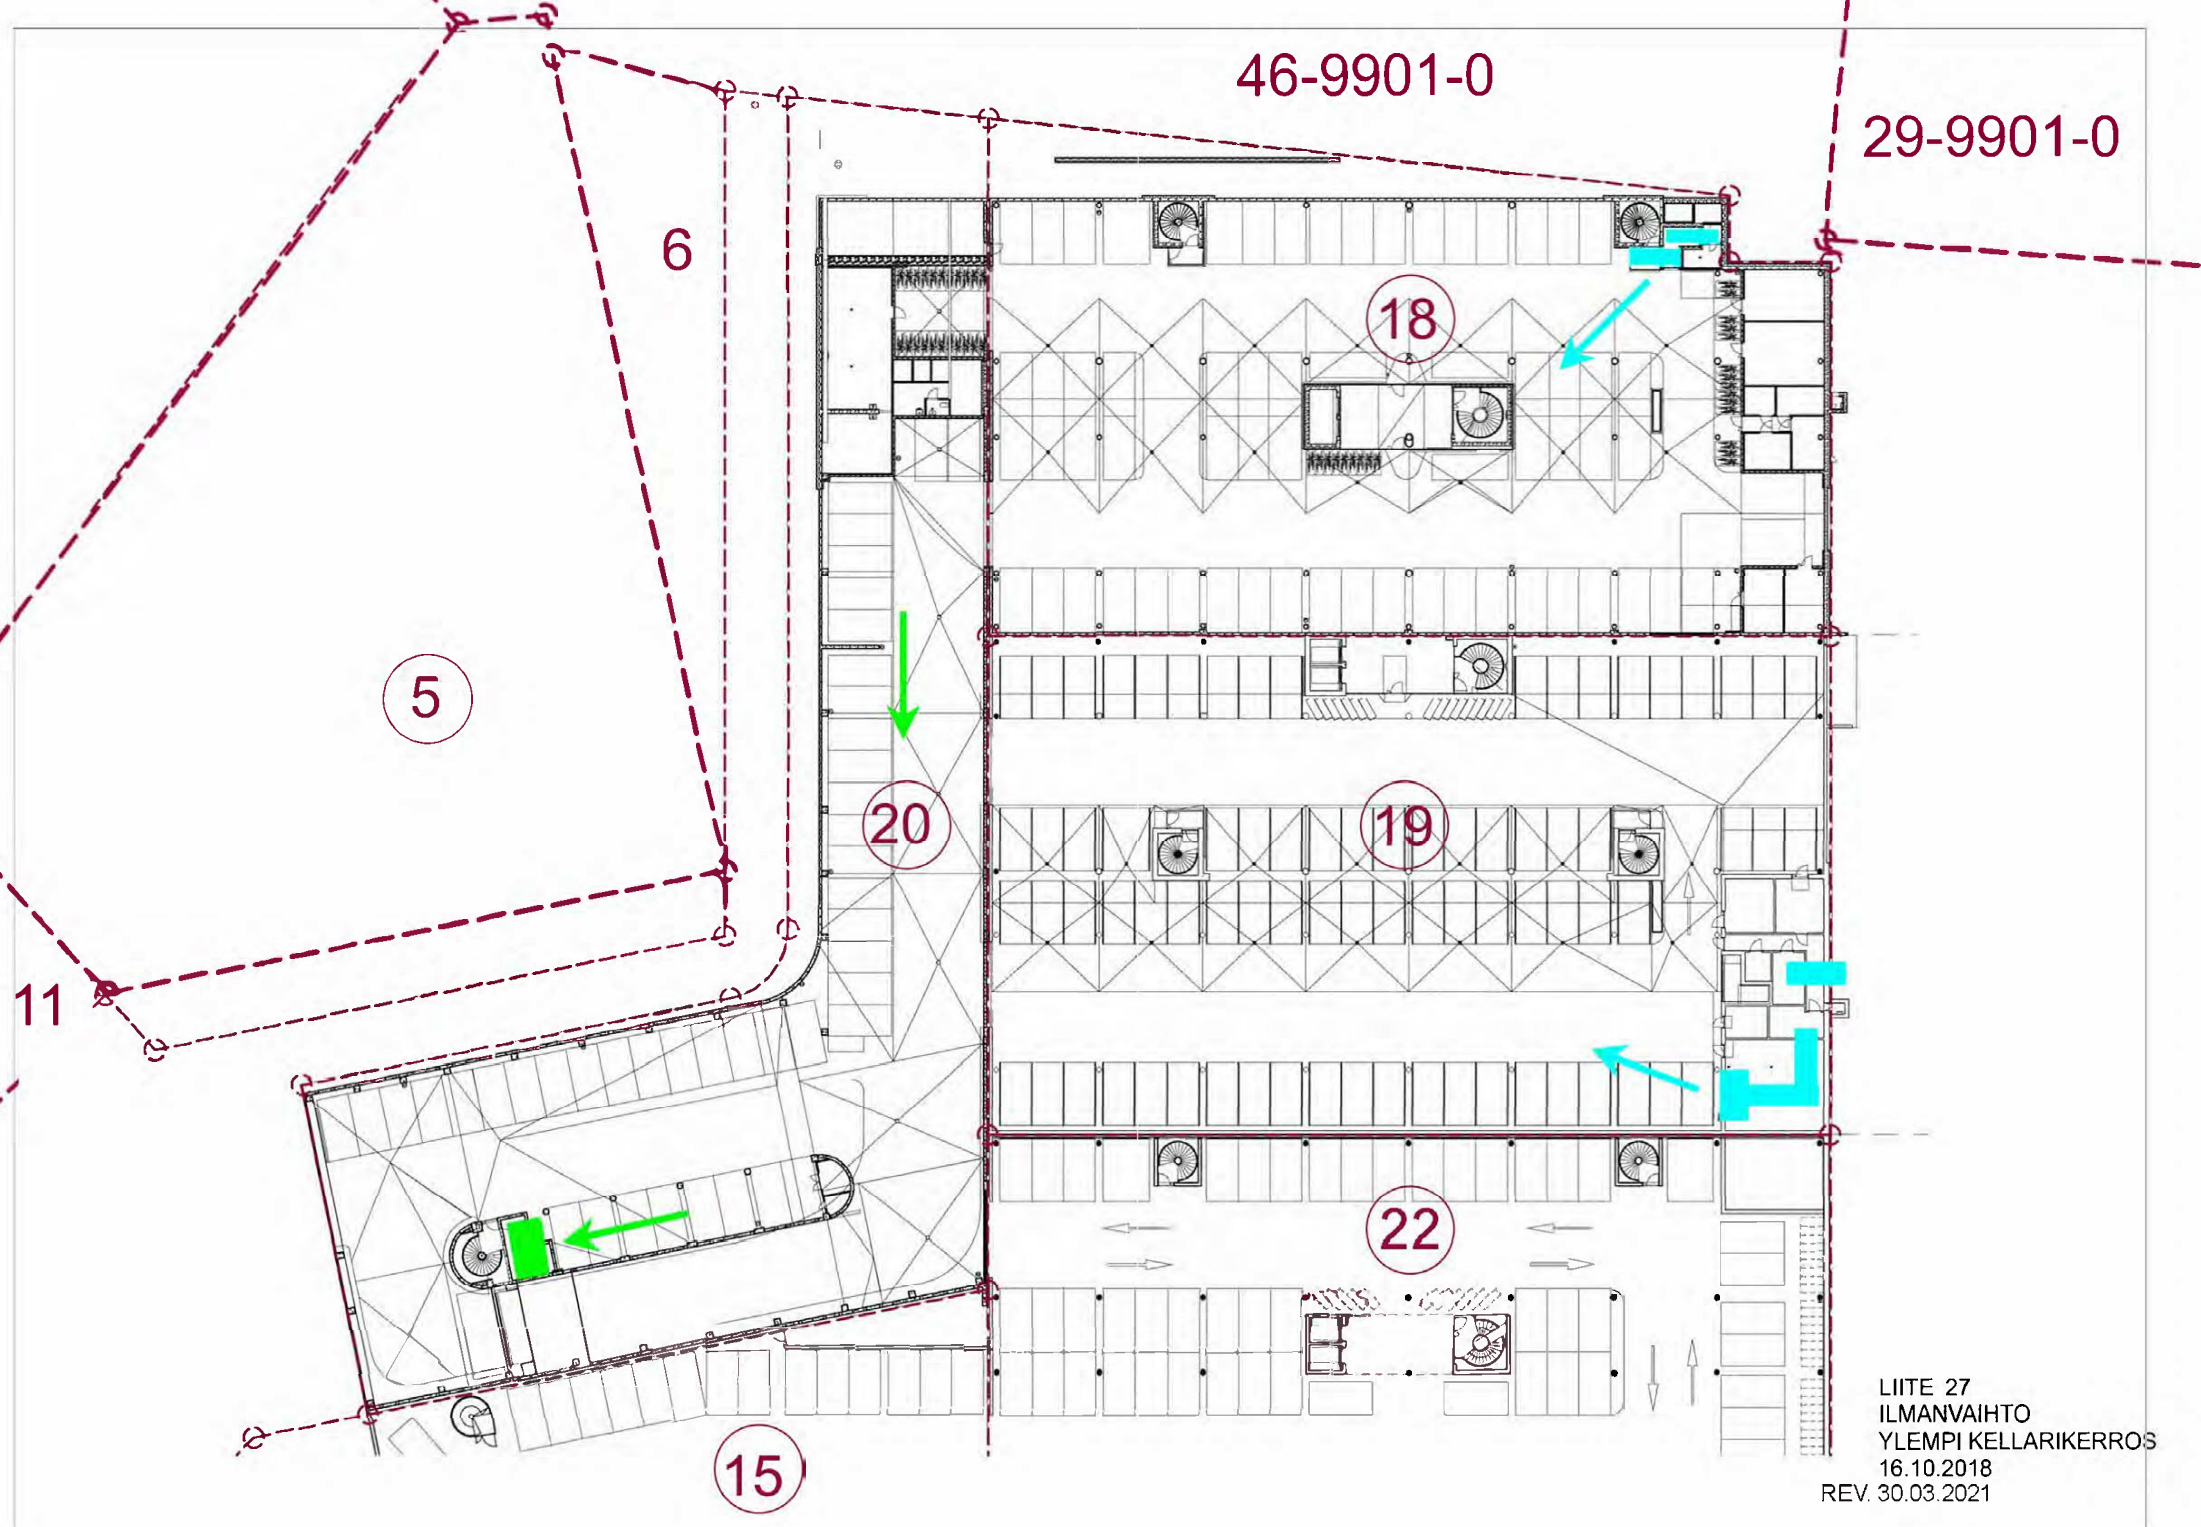 46-9901-0
29-9901-0
6
18
5
20
19
11
22
15
LIITE 27
ILMANVAIHTO
YLEMPI KELLARIKERROS
16.10.2018
REV. 30.03.2021